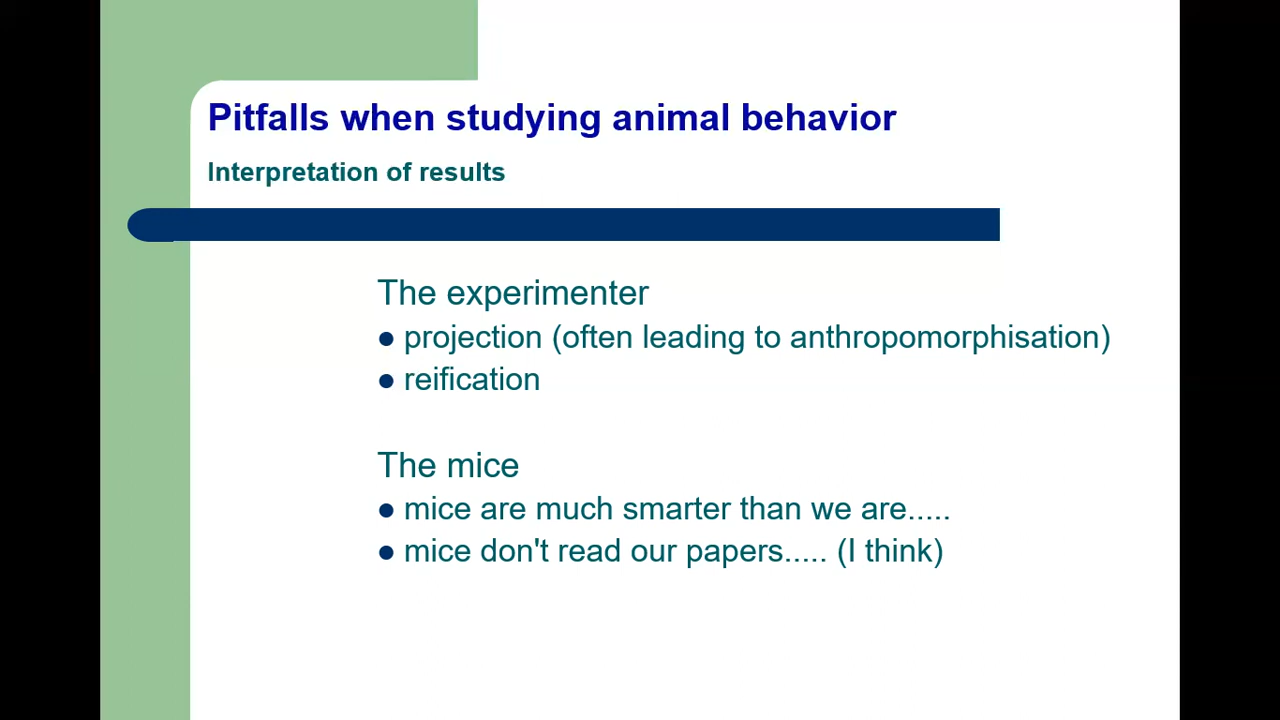 Pitfalls when studying animal behavior
Interpretation of results
The experimenter
● projection (often leading to anthropomorphisation)
● reification
The mice
● mice are much smarter than we are.....
● mice don't read our papers..... (I think)